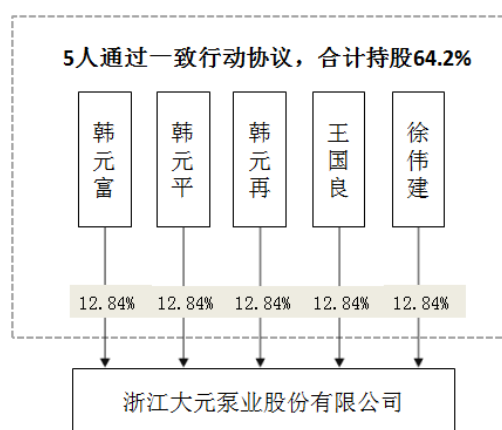 5人通过一致行动协议，合计持股64.2%
韩元富
韩元平
韩元再
王国良
徐伟建
12.84% 12.84% 12.84% 12.84% 12.84%
浙江大元泵业股份有限公司